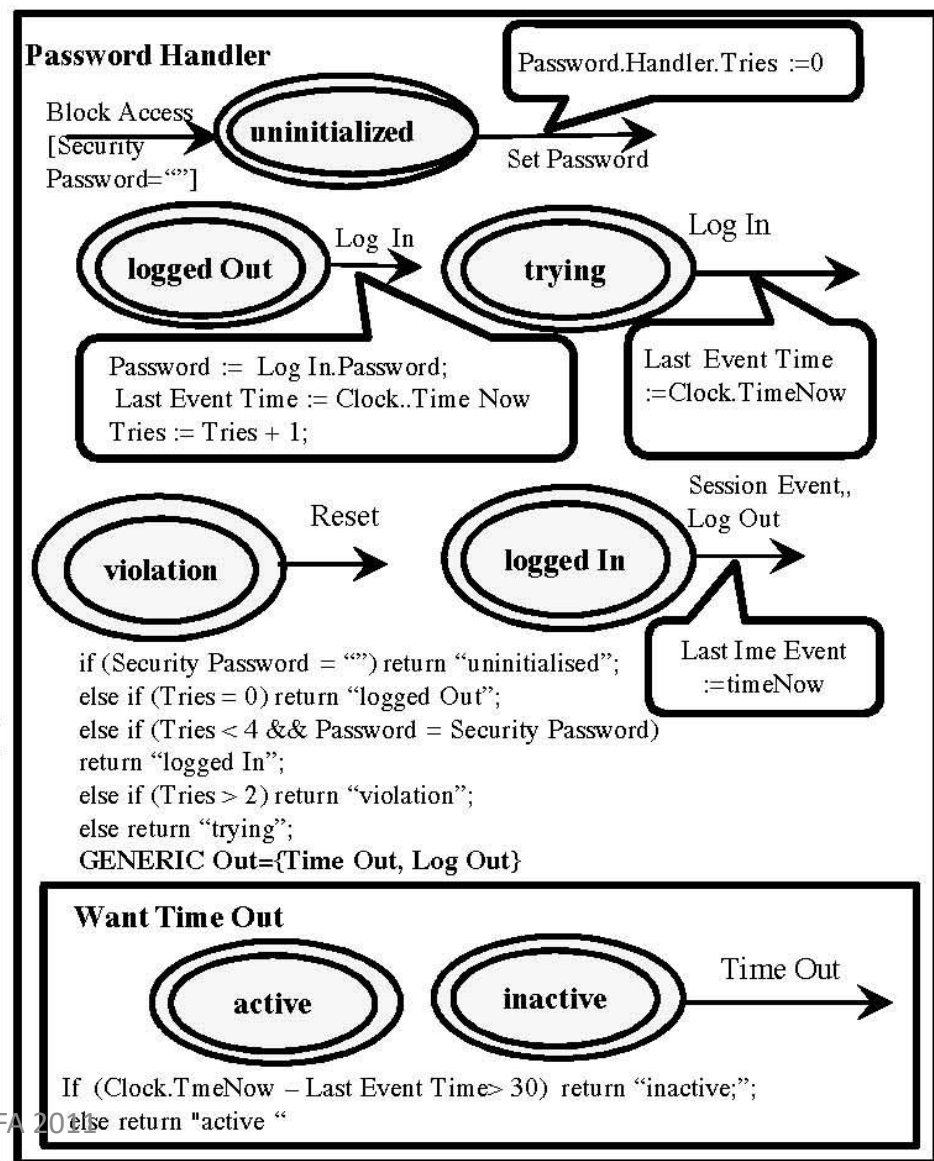 Password Handler
Password.Handler.Tries :=0
Block Access
[Security
Password=“”]
uninitialized
Set Password
logged Out
Log In
trying
Log In
Password := Log In.Password;
Last Event Time := Clock..Time Now
Tries := Tries + 1;
Last Event Time
:=Clock.TimeNow
violation
Reset
logged In
Session Event,,
Log Out
Last Ime Event
:=timeNow
if (Security Password = “”) return “uninitialised”;
else if (Tries = 0) return “logged Out”;
else if (Tries < 4 && Password = Security Password)
return “logged In”;
else if (Tries > 2) return “violation”;
else return “trying”;
GENERIC Out={Time Out, Log Out}
Want Time Out
active
inactive
Time Out
If (Clock.TmeNow – Last Event Time> 30) return “inactive;”;
else return "active “
FA 2011